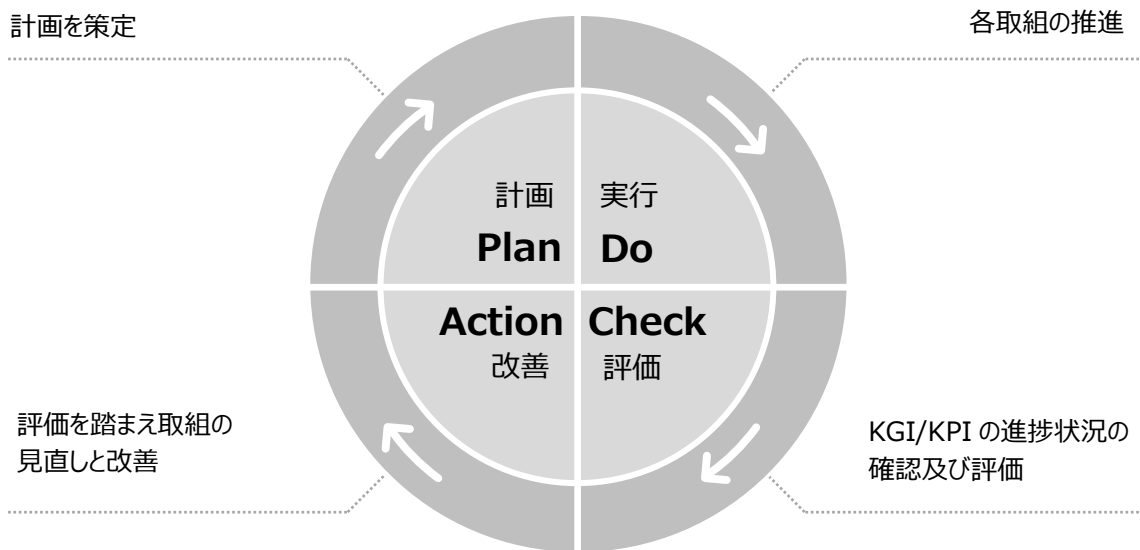 計画を策定
各取組の推進
計画
Plan
実行
Do
Action
改善
Check
評価
評価を踏まえ取組の
見直しと改善
KGI/KPI の進捗状況の
確認及び評価